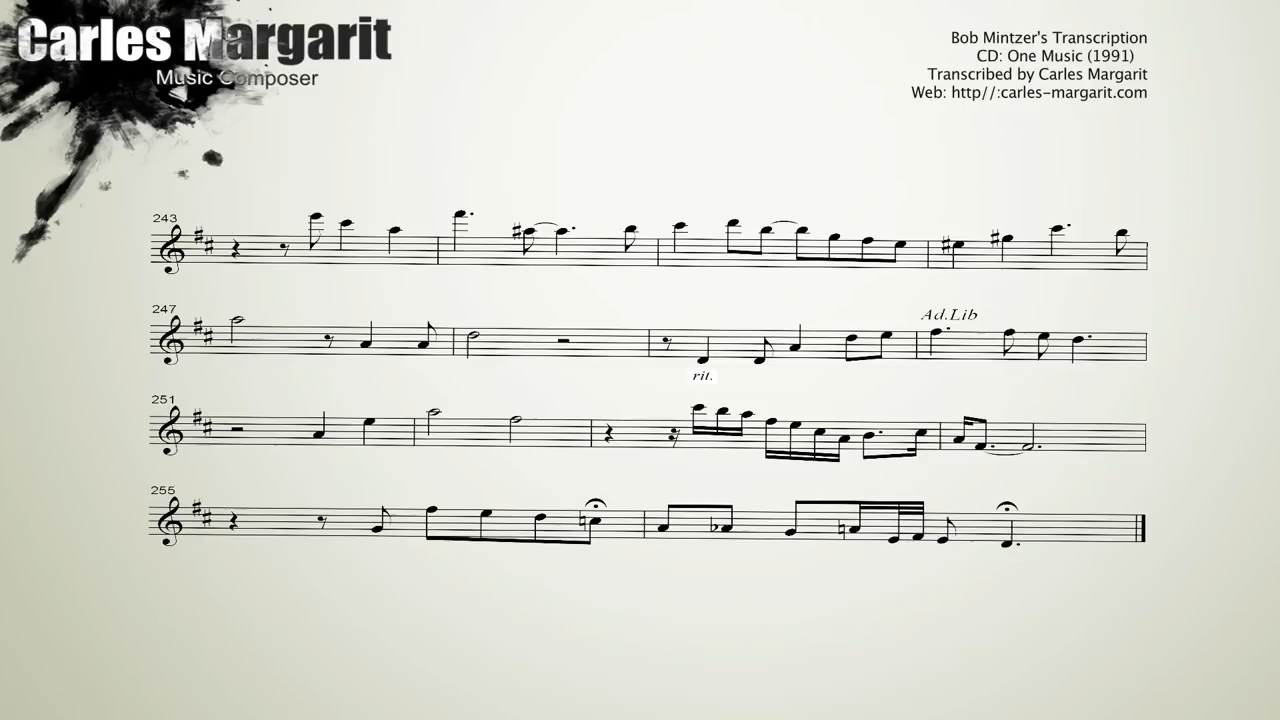 Carles Margarit
Music Composer
Bob Mintzer's Transcription
CD: One Music (1991)
Transcribed by Carles Margarit
Web: http//:carles-margarit.com
243
247
Ad.Lib
rit.
251
255